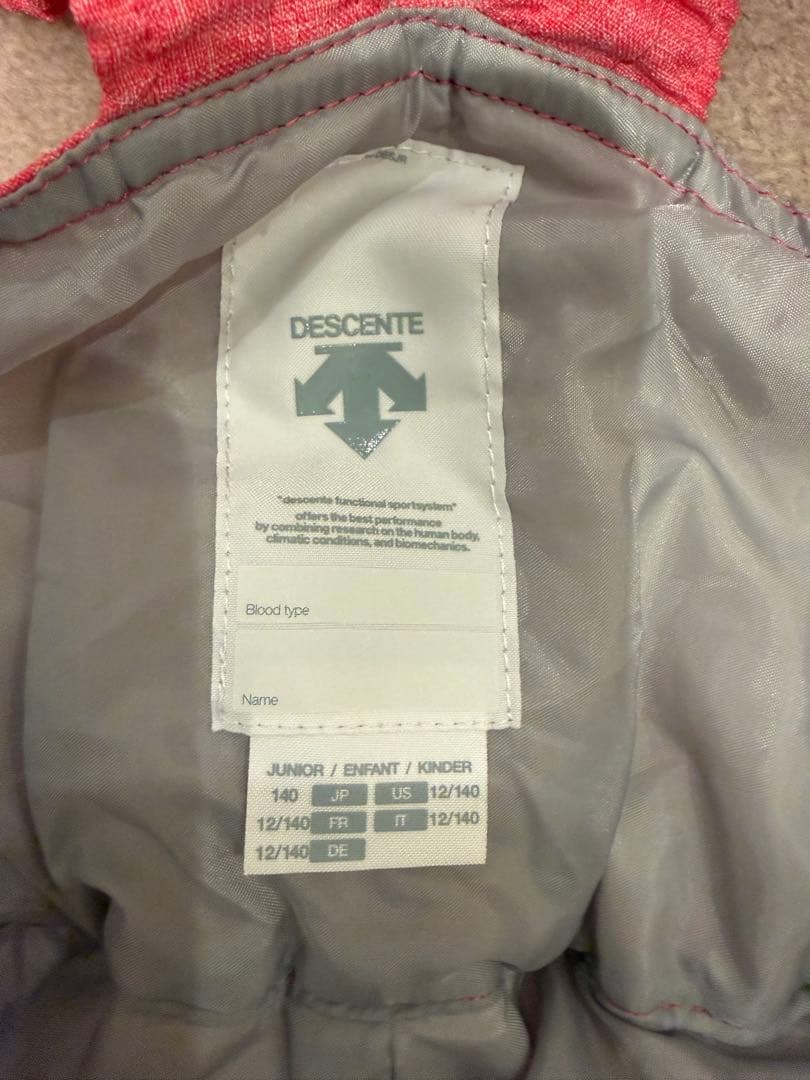 DESCENTE
"descente functional sportsystem"
offers the best performance
by combining research on the human body,
climatic conditions, and biomechanics.
Blood type
Name
JUNIOR / ENFANT / KINDER
140 JP US 12/140
12/140 FR IT 12/140
12/140 DE